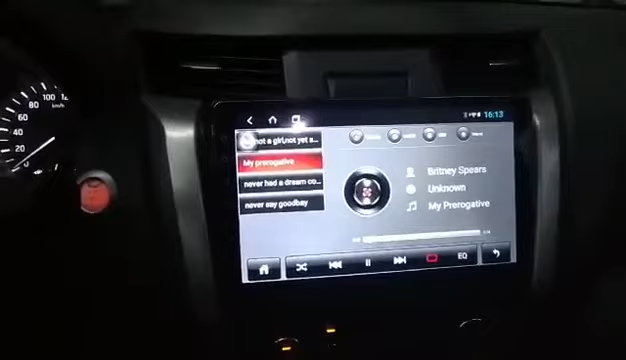 16:13
not a girl,not yet a...
My prerogative
never had a dream co...
never say goodbay
Britney Spears
Unknown
My Prerogative
EQ
100
80
km/h
60
40
20
0